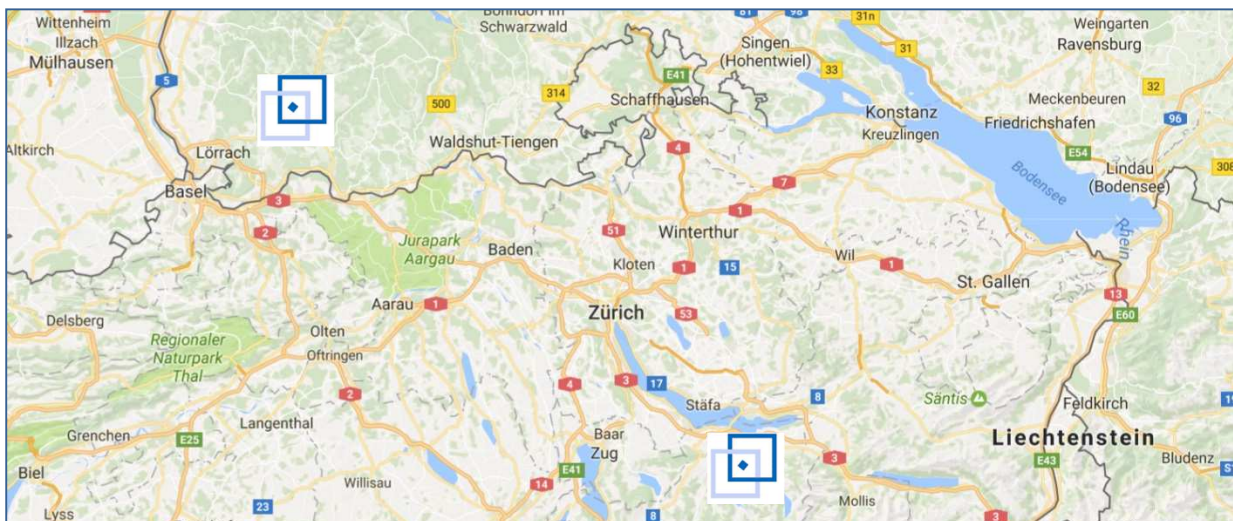 Wittenheim
Illzach
Mülhausen
Schwarzwald
81
98
31n
Singen
(Hohentwiel)
31
33
Weingarten
Ravensburg
5
500
314
E41
Schaffhausen
Konstanz
Kreuzlingen
Meckenbeuren
32
Friedrichshafen
96
Altkirch
Lörrach
Waldshut-Tiengen
4
E54
Lindau
(Bodensee)
308
Basel
3
7
Bodensee
2
Jurapark
Aargau
Baden
51
1
Winterthur
Rhein
Kloten
1
15
Wil
1
St. Gallen
Aarau
1
Zürich
53
13
E60
Delsberg
Regionaler
Naturpark
Thal
Olten
Oftringen
2
4
3
17
8
Stäfa
Säntis
Feldkirch
Langenthal
Grenchen
E25
Baar
Zug
Liechtenstein
Biel
Willisau
E41
14
3
E43
Bludenz
Mollis
Lyss
23
8
3